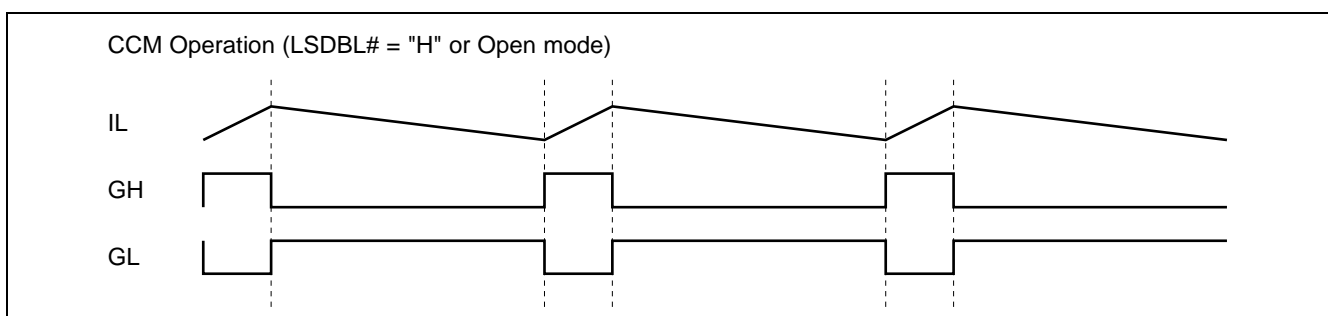 CCM Operation (LSDBL# = "H" or Open mode)
IL
GH
GL